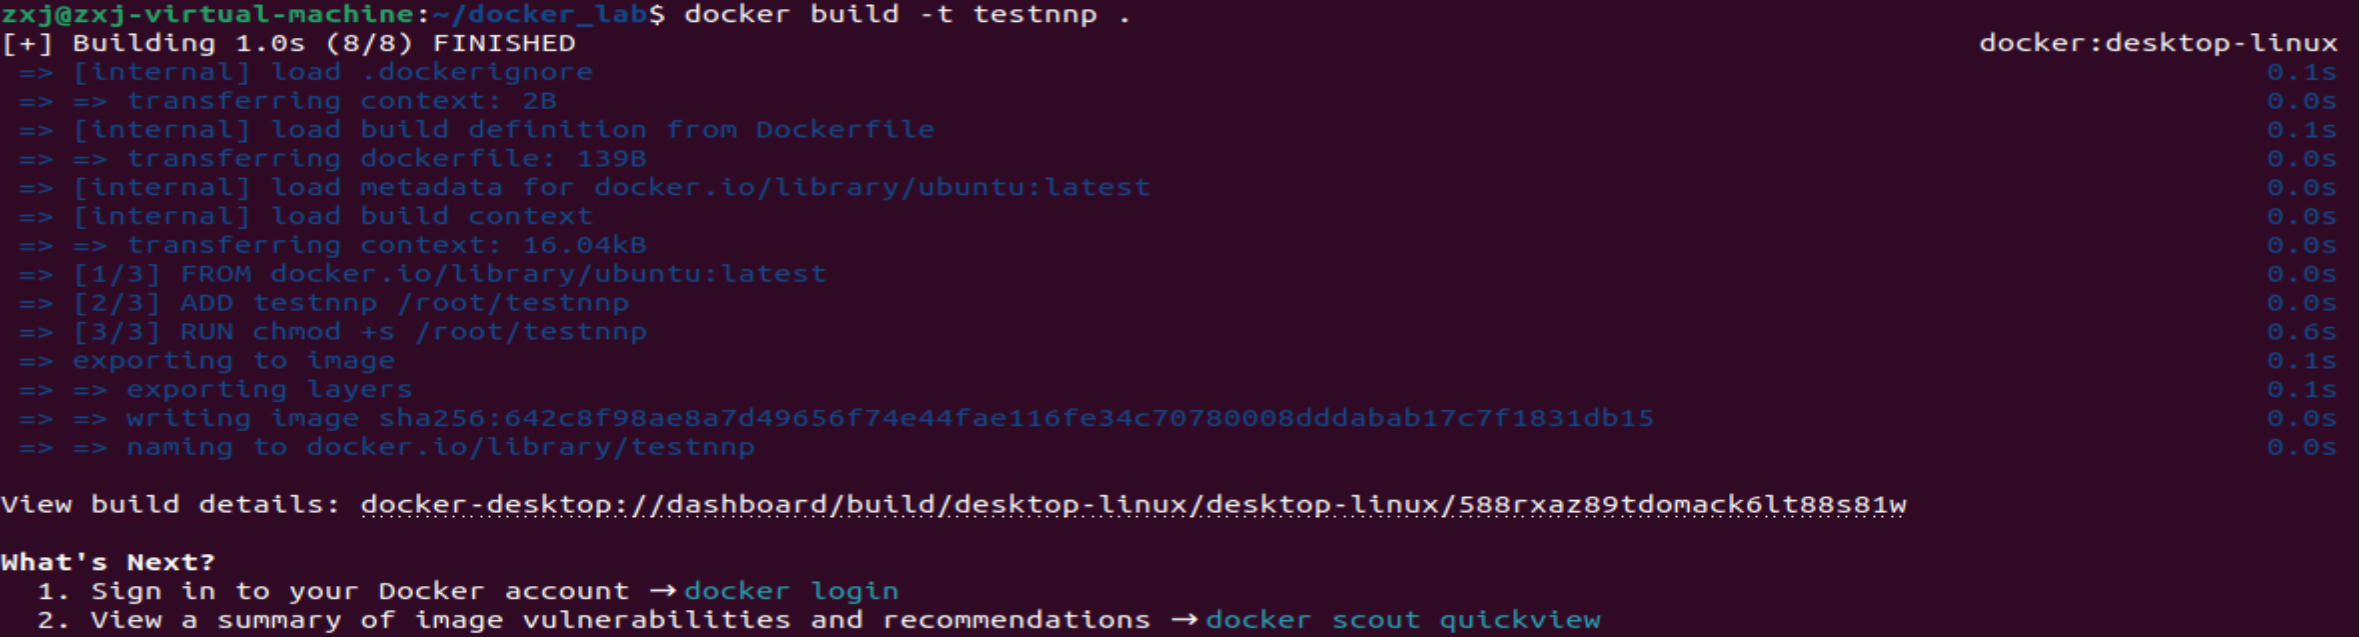 zxj@zxj-virtual-machine:~/docker_lab$ docker build -t testnnp .
[+] Building 1.0s (8/8) FINISHED docker:desktop-linux
=> [internal] load .dockerignore 0.1s
=> => transferring context: 2B 0.0s
=> [internal] load build definition from Dockerfile 0.1s
=> => transferring dockerfile: 139B 0.0s
=> [internal] load metadata for docker.io/library/ubuntu:latest 0.0s
=> [internal] load build context 0.0s
=> => transferring context: 16.04kB 0.0s
=> [1/3] FROM docker.io/library/ubuntu:latest 0.0s
=> [2/3] ADD testnnp /root/testnnp 0.0s
=> [3/3] RUN chmod +s /root/testnnp 0.6s
=> exporting to image 0.1s
=> => exporting layers 0.1s
=> => writing image sha256:642c8f98ae8a7d49656f74e44fae116fe34c70780008dddabab17c7f1831db15 0.0s
=> => naming to docker.io/library/testnnp 0.0s
View build details: docker-desktop://dashboard/build/desktop-linux/desktop-linux/588rxaz89tdomack6lt88s81w
What's Next?
1. Sign in to your Docker account → docker login
2. View a summary of image vulnerabilities and recommendations → docker scout quickview